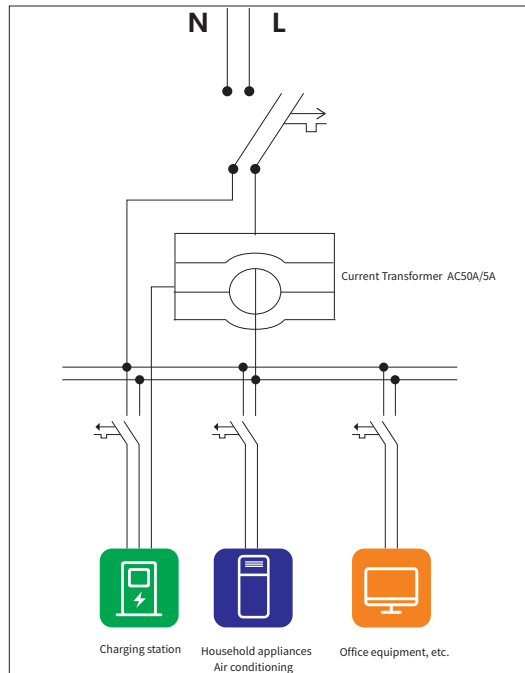 N L
Current Transformer AC50A/5A
Charging station
Household appliances
Air conditioning
Office equipment, etc.